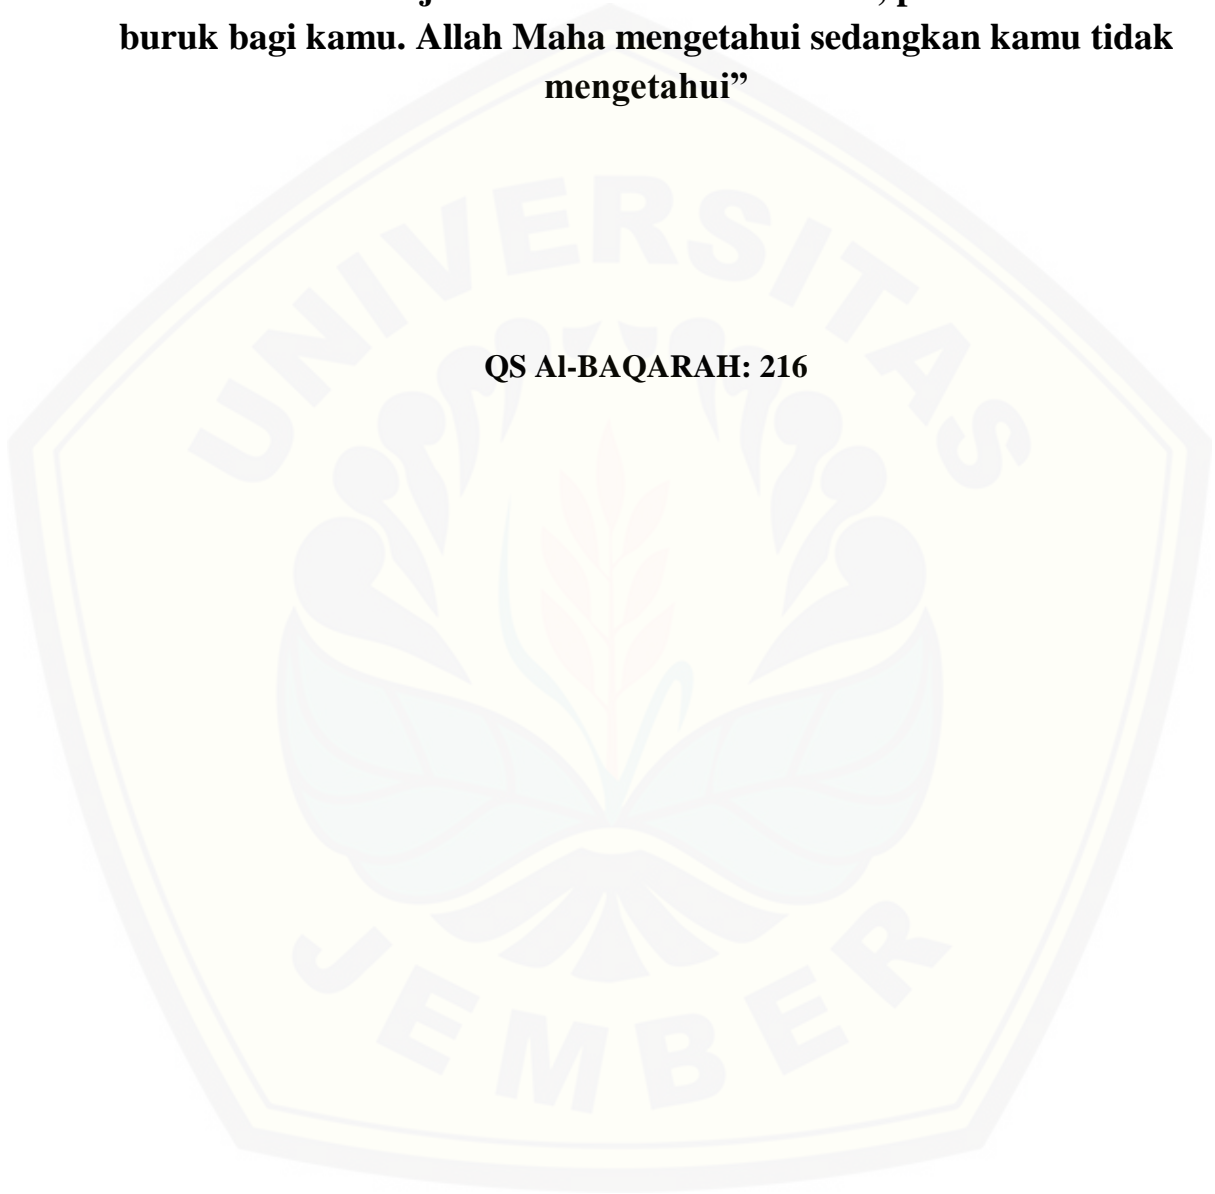 buruk bagi kamu. Allah Maha mengetahui sedangkan kamu tidak
mengetahui”
UNIVERSITAS
QS Al-BAQARAH: 216
JEMBER